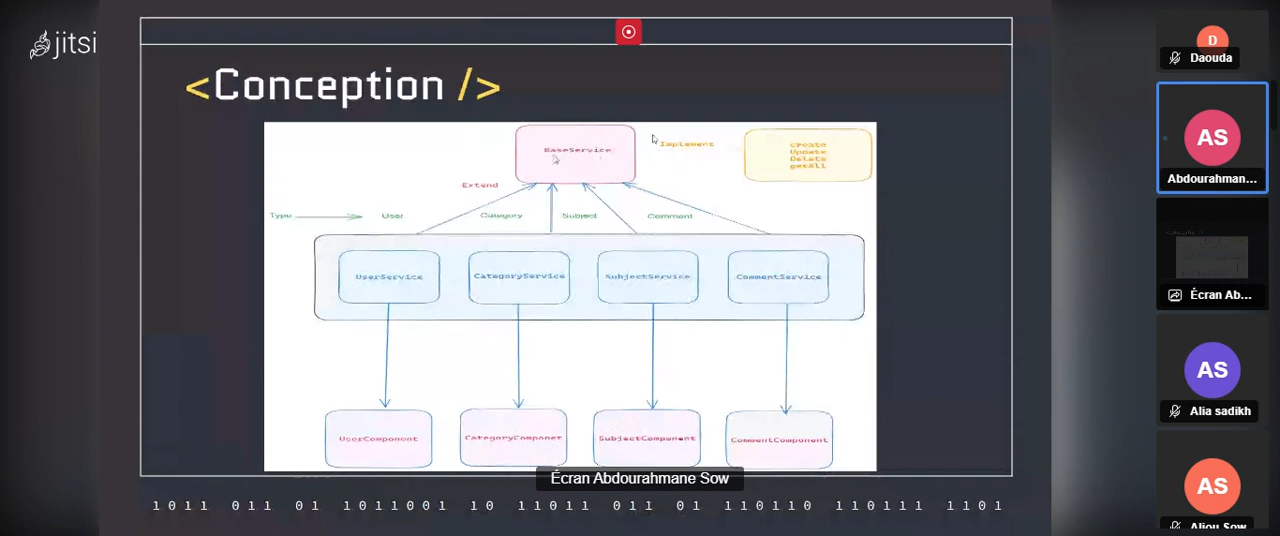 jitsi
<Conception />
BaseService
Implement
create
Update
Delete
getAll
Extend
Type
User
Category
Subject
Comment
UserService
CategoryService
SubjectService
CommentService
UserComponent
CategoryComponet
SubjectComponent
CommentComponent
Écran Abdourahmane Sow
1011 011 01 1011001 10 11011 011 01 110110 110111 1101
D
Daouda
AS
Abdourahmane...
Écran Ab...
AS
Alia sadikh
AS
Aliou Sow